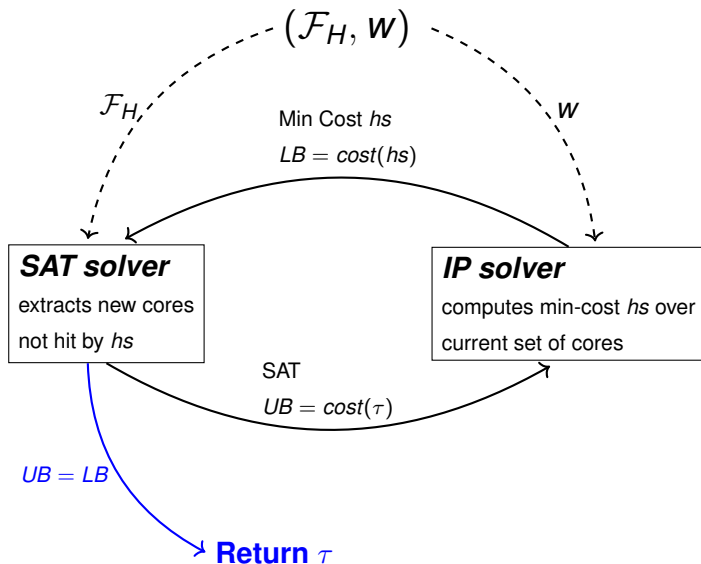 (ℱ_H, w)
ℱ_H
w
Min Cost hs
LB = cost(hs)
SAT solver
extracts new cores
not hit by hs
IP solver
computes min-cost hs over
current set of cores
SAT
UB = cost(τ)
UB = LB
Return τ